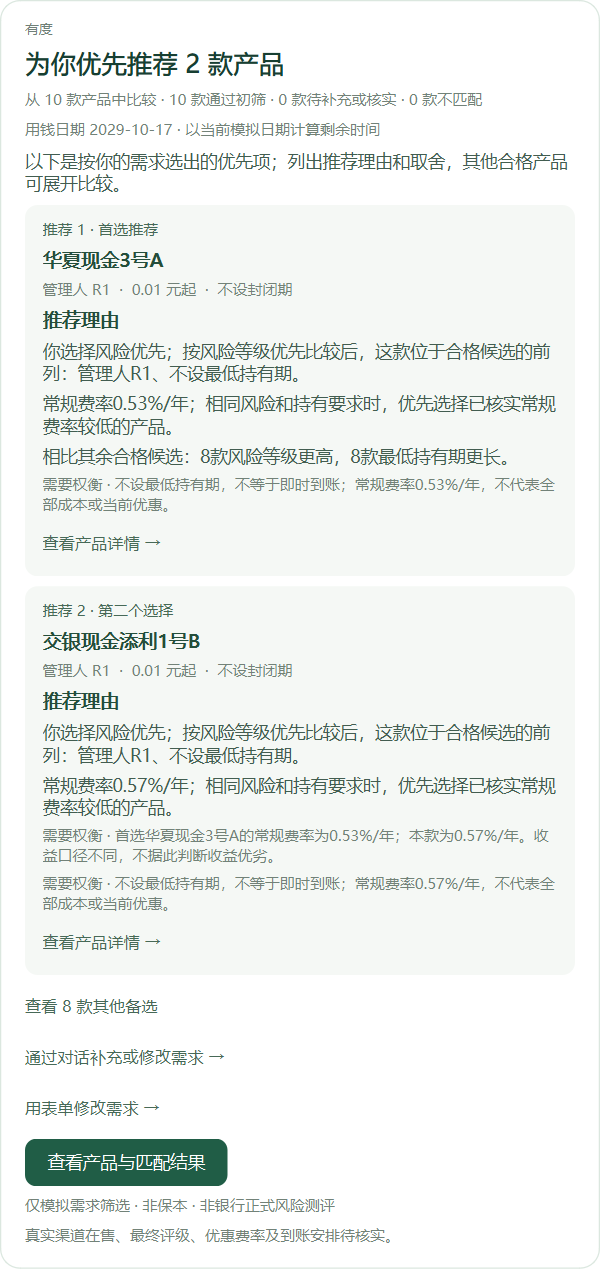 有度
为你优先推荐 2 款产品
从 10 款产品中比较 · 10 款通过初筛 · 0 款待补充或核实 · 0 款不匹配
用钱日期 2029-10-17 · 以当前模拟日期计算剩余时间
以下是按你的需求选出的优先项；列出推荐理由和取舍，其他合格产品
可展开比较。
推荐 1 · 首选推荐
华夏现金3号A
管理人 R1 · 0.01 元起 · 不设封闭期
推荐理由
你选择风险优先；按风险等级优先比较后，这款位于合格候选的前
列：管理人R1、不设最低持有期。
常规费率0.53%/年；相同风险和持有要求时，优先选择已核实常规
费率较低的产品。
相比其余合格候选：8款风险等级更高，8款最低持有期更长。
需要权衡 · 不设最低持有期，不等于即时到账；常规费率0.53%/年，不代表全
部成本或当前优惠。
查看产品详情 →
推荐 2 · 第二个选择
交银现金添利1号B
管理人 R1 · 0.01 元起 · 不设封闭期
推荐理由
你选择风险优先；按风险等级优先比较后，这款位于合格候选的前
列：管理人R1、不设最低持有期。
常规费率0.57%/年；相同风险和持有要求时，优先选择已核实常规
费率较低的产品。
需要权衡 · 首选华夏现金3号A的常规费率为0.53%/年；本款为0.57%/年。收
益口径不同，不据此判断收益优劣。
需要权衡 · 不设最低持有期，不等于即时到账；常规费率0.57%/年，不代表全
部成本或当前优惠。
查看产品详情 →
查看 8 款其他备选
通过对话补充或修改需求 →
用表单修改需求 →
查看产品与匹配结果
仅模拟需求筛选 · 非保本 · 非银行正式风险测评
真实渠道在售、最终评级、优惠费率及到账安排待核实。